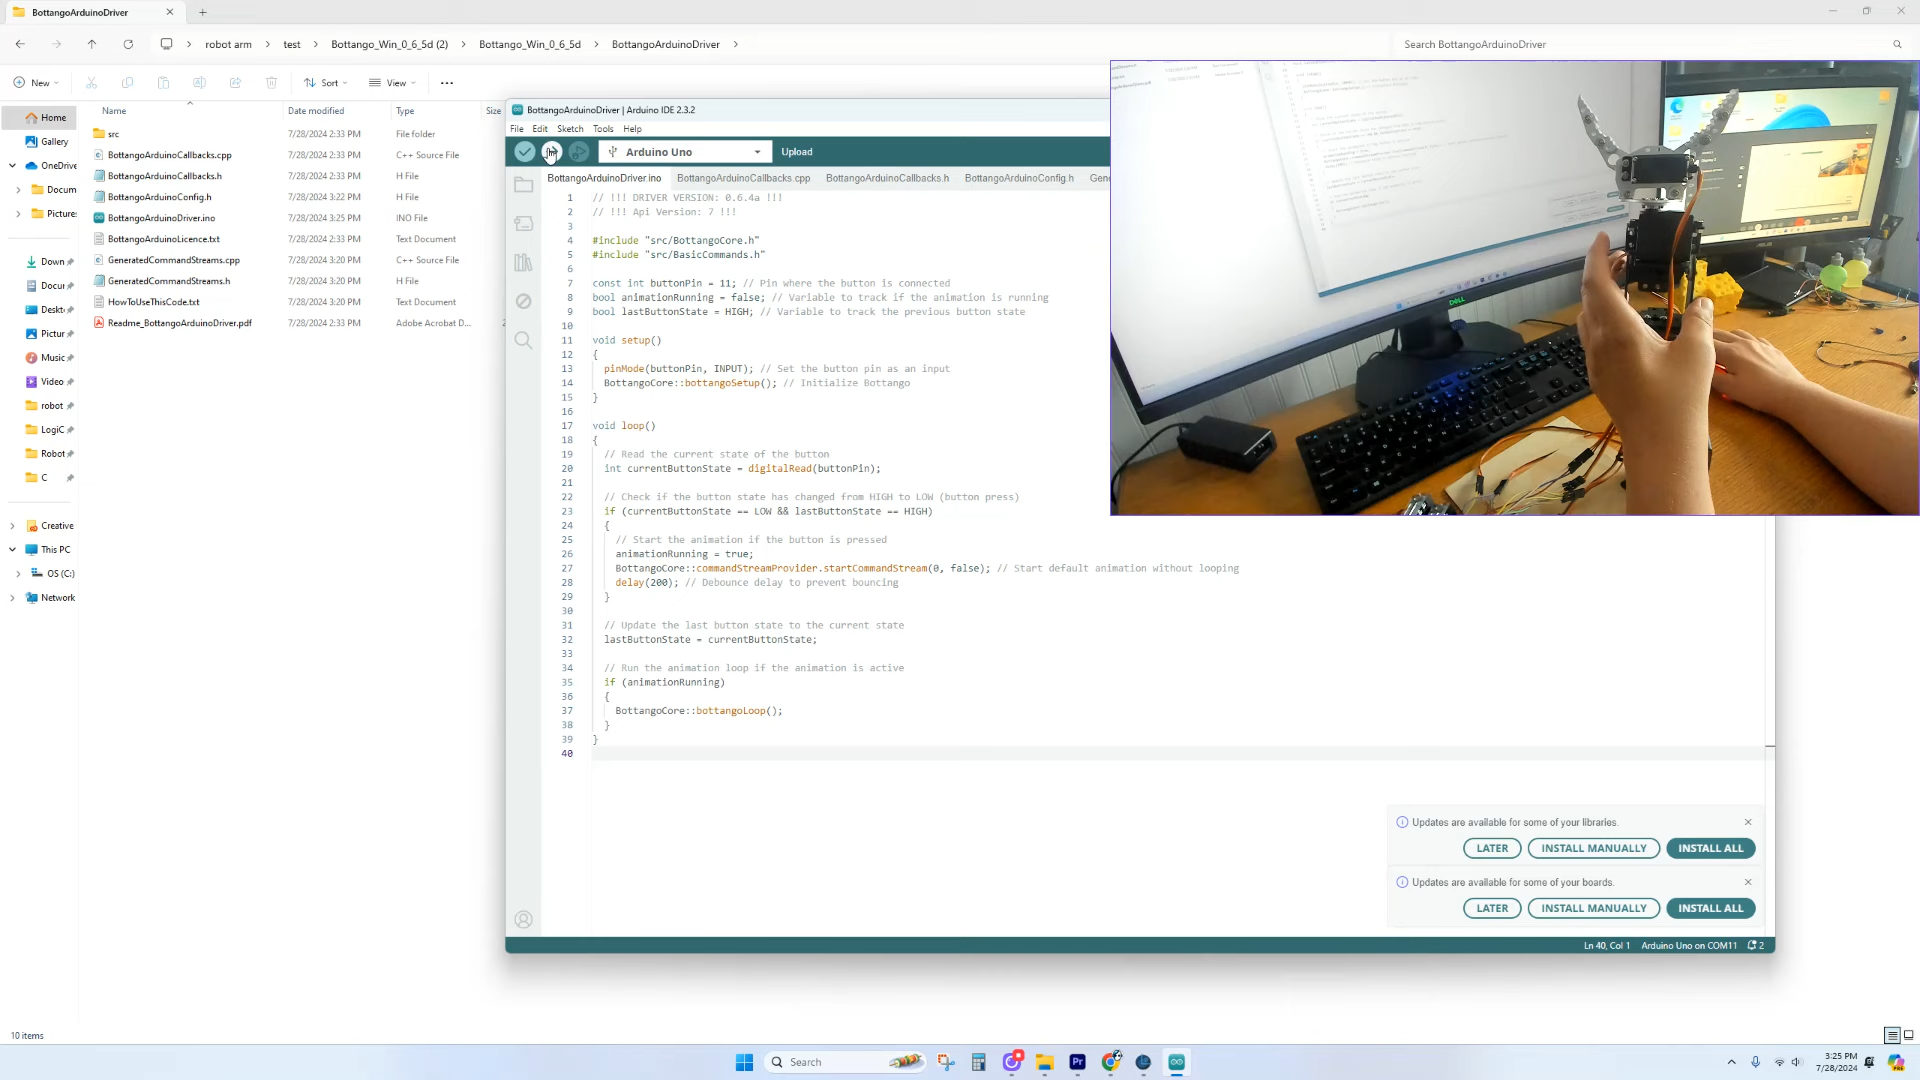 BottangoArduinoDriver
robot arm > test > Bottango_Win_0_6_5d (2) > Bottango_Win_0_6_5d > BottangoArduinoDriver >
Search BottangoArduinoDriver
New
Sort
View
Name
Date modified
Type
Size
Home
Gallery
OneDrive
Docum
Pictures
Down
Docur
Deskto
Pictur
Music
Video
robot
LogiC
Robot
C
Creative
This PC
OS (C:)
Network
src 7/28/2024 2:33 PM File folder
BottangoArduinoCallbacks.cpp 7/28/2024 2:33 PM C++ Source File
BottangoArduinoCallbacks.h 7/28/2024 2:33 PM H File
BottangoArduinoConfig.h 7/28/2024 3:22 PM H File
BottangoArduinoDriver.ino 7/28/2024 3:25 PM INO File
BottangoArduinoLicence.txt 7/28/2024 2:33 PM Text Document
GeneratedCommandStreams.cpp 7/28/2024 3:20 PM C++ Source File
GeneratedCommandStreams.h 7/28/2024 3:20 PM H File
HowToUseThisCode.txt 7/28/2024 3:20 PM Text Document
Readme_BottangoArduinoDriver.pdf 7/28/2024 2:33 PM Adobe Acrobat D...
BottangoArduinoDriver | Arduino IDE 2.3.2
File Edit Sketch Tools Help
Arduino Uno
Upload
BottangoArduinoDriver.ino BottangoArduinoCallbacks.cpp BottangoArduinoCallbacks.h BottangoArduinoConfig.h Gene
1 // !!! DRIVER VERSION: 0.6.4a !!!
2 // !!! Api Version: 7 !!!
3
4 #include "src/BottangoCore.h"
5 #include "src/BasicCommands.h"
6
7 const int buttonPin = 11; // Pin where the button is connected
8 bool animationRunning = false; // Variable to track if the animation is running
9 bool lastButtonState = HIGH; // Variable to track the previous button state
10
11 void setup()
12 {
13 pinMode(buttonPin, INPUT); // Set the button pin as an input
14 BottangoCore::bottangoSetup(); // Initialize Bottango
15 }
16
17 void loop()
18 {
19 // Read the current state of the button
20 int currentButtonState = digitalRead(buttonPin);
21
22 // Check if the button state has changed from HIGH to LOW (button press)
23 if (currentButtonState == LOW && lastButtonState == HIGH)
24 {
25 // Start the animation if the button is pressed
26 animationRunning = true;
27 BottangoCore::commandStreamProvider.startCommandStream(0, false); // Start default animation without looping
28 delay(200); // Debounce delay to prevent bouncing
29 }
30
31 // Update the last button state to the current state
32 lastButtonState = currentButtonState;
33
34 // Run the animation loop if the animation is active
35 if (animationRunning)
36 {
37 BottangoCore::bottangoLoop();
38 }
39 }
40
DELL
Updates are available for some of your libraries.
LATER INSTALL MANUALLY INSTALL ALL
Updates are available for some of your boards.
LATER INSTALL MANUALLY INSTALL ALL
Ln 40, Col 1 Arduino Uno on COM11 2
10 items
Search
Pr
3:25 PM
7/28/2024